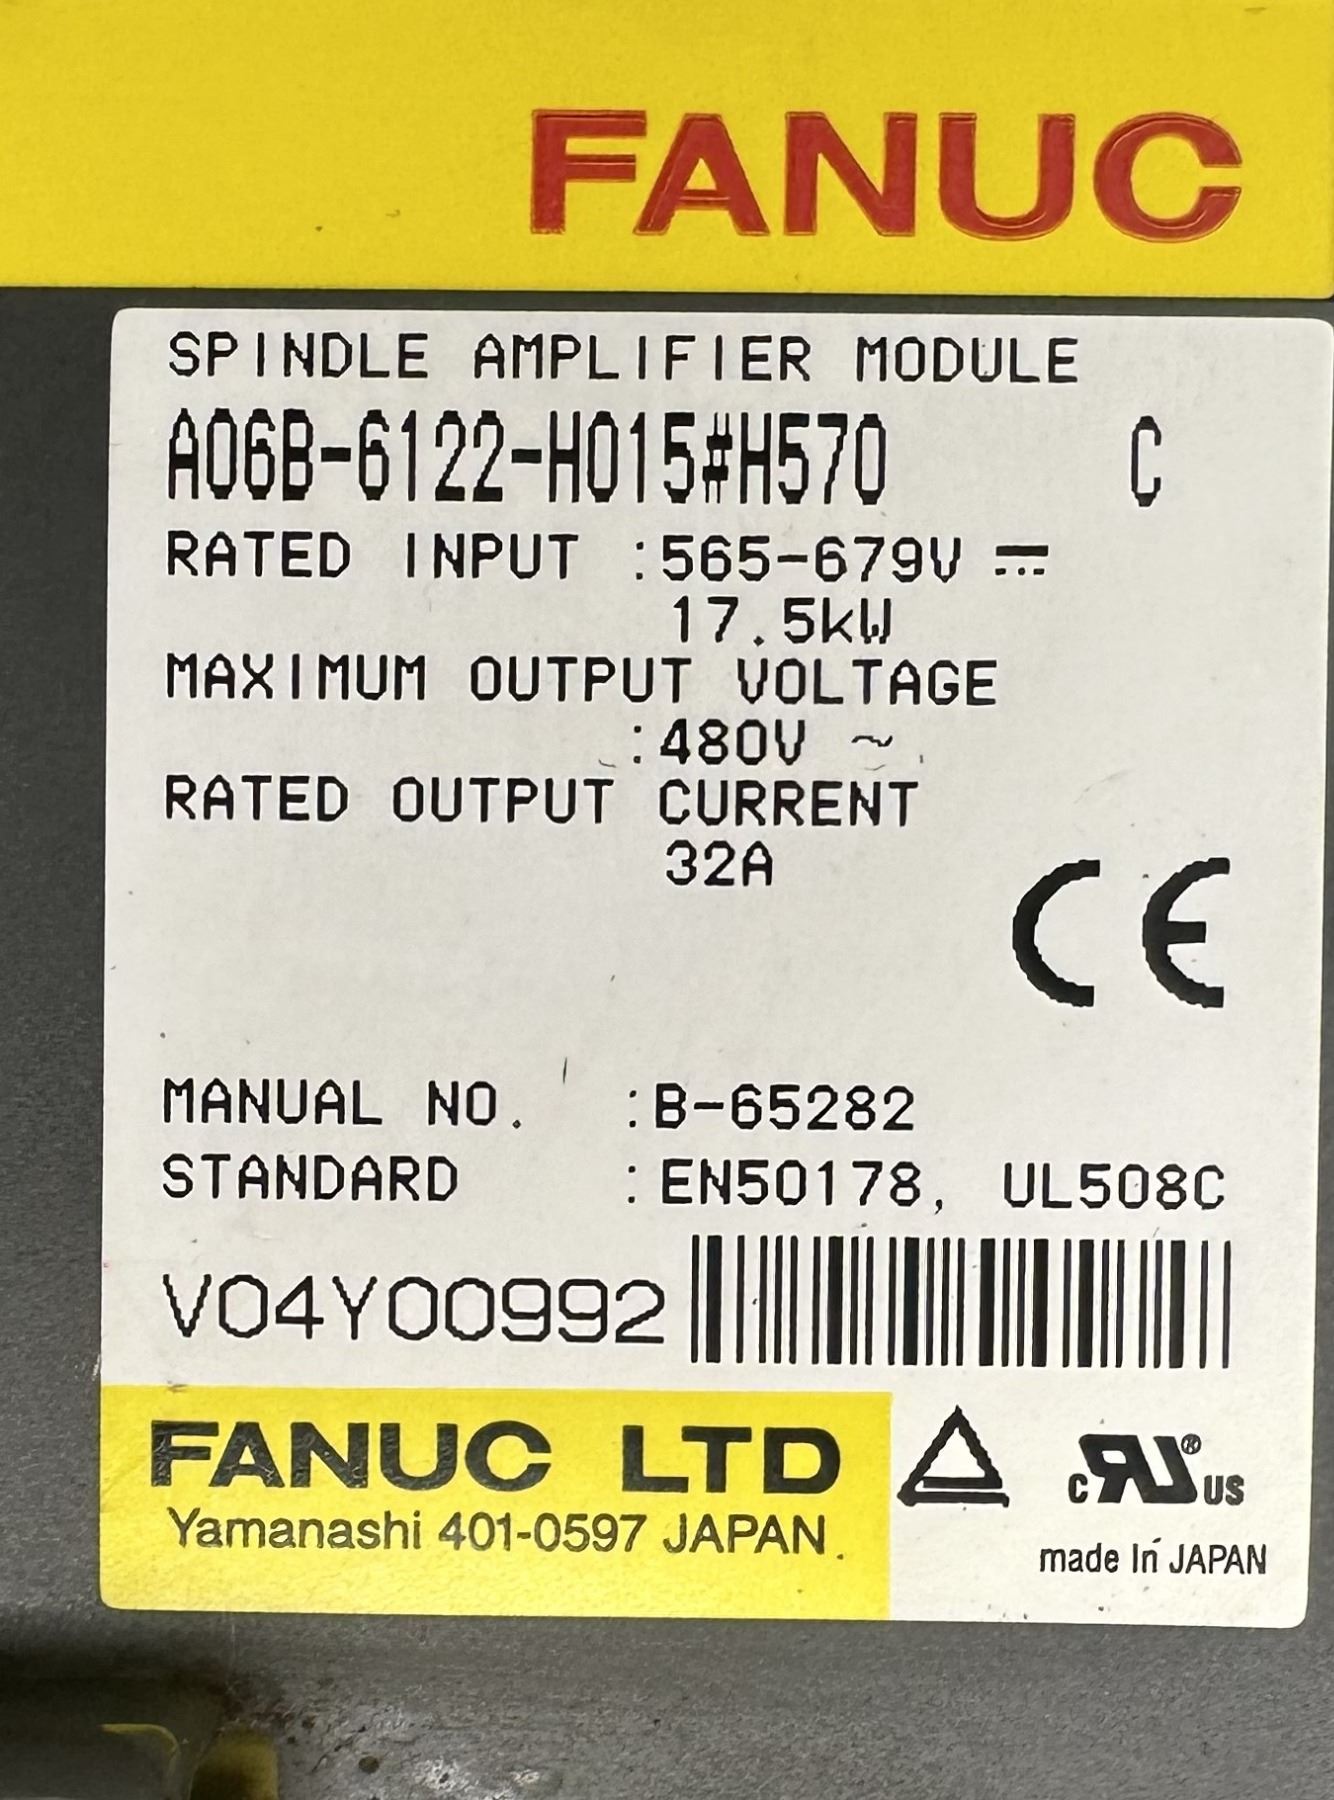 FANUC
SPINDLE AMPLIFIER MODULE
A06B-6122-H015#H570 C
RATED INPUT :565-679V ⎓
17.5kW
MAXIMUM OUTPUT VOLTAGE
:480V ~
RATED OUTPUT CURRENT
32A
CE
MANUAL NO. :B-65282
STANDARD :EN50178, UL508C
V04Y00992
FANUC LTD
Yamanashi 401-0597 JAPAN
c RU ® US
made In JAPAN